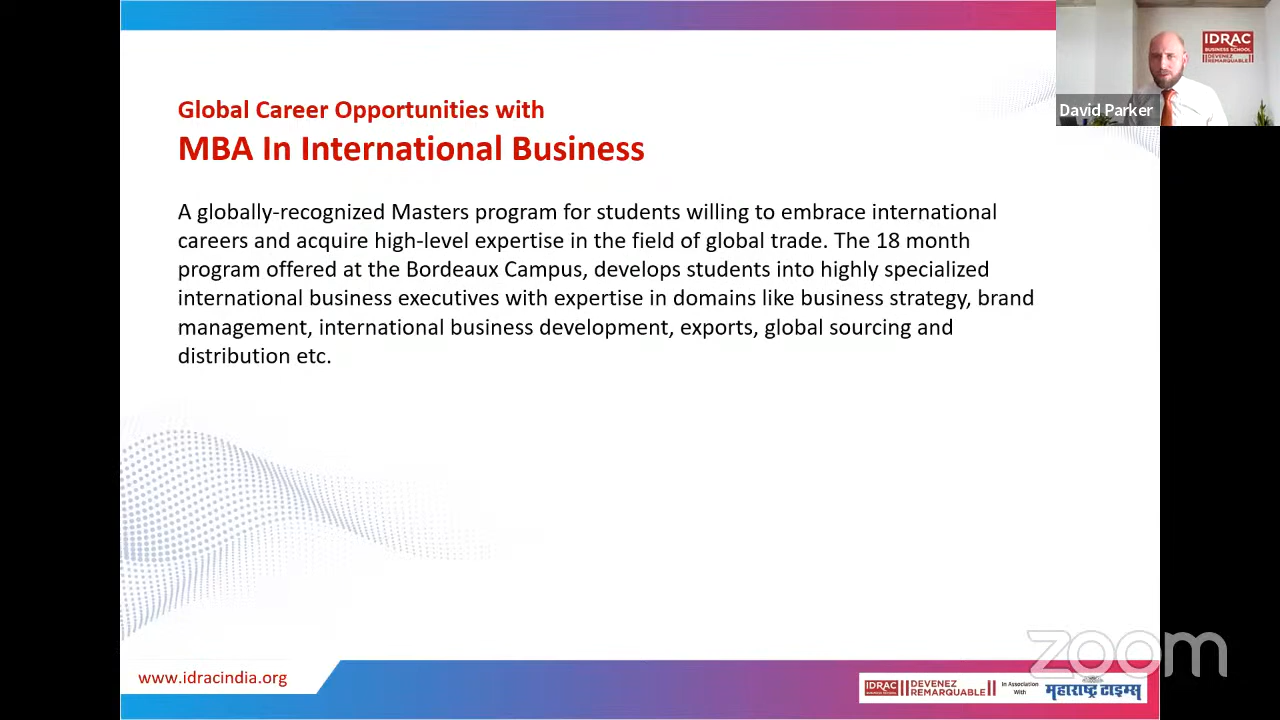 Global Career Opportunities with
MBA In International Business
A globally-recognized Masters program for students willing to embrace international
careers and acquire high-level expertise in the field of global trade. The 18 month
program offered at the Bordeaux Campus, develops students into highly specialized
international business executives with expertise in domains like business strategy, brand
management, international business development, exports, global sourcing and
distribution etc.
IDRAC
BUSINESS SCHOOL
DEVENEZ
REMARQUABLE
David Parker
zoom
www.idracindia.org
IDRAC
BUSINESS SCHOOL
DEVENEZ
REMARQUABLE
In Association
With
महाराष्ट्र टाइम्स